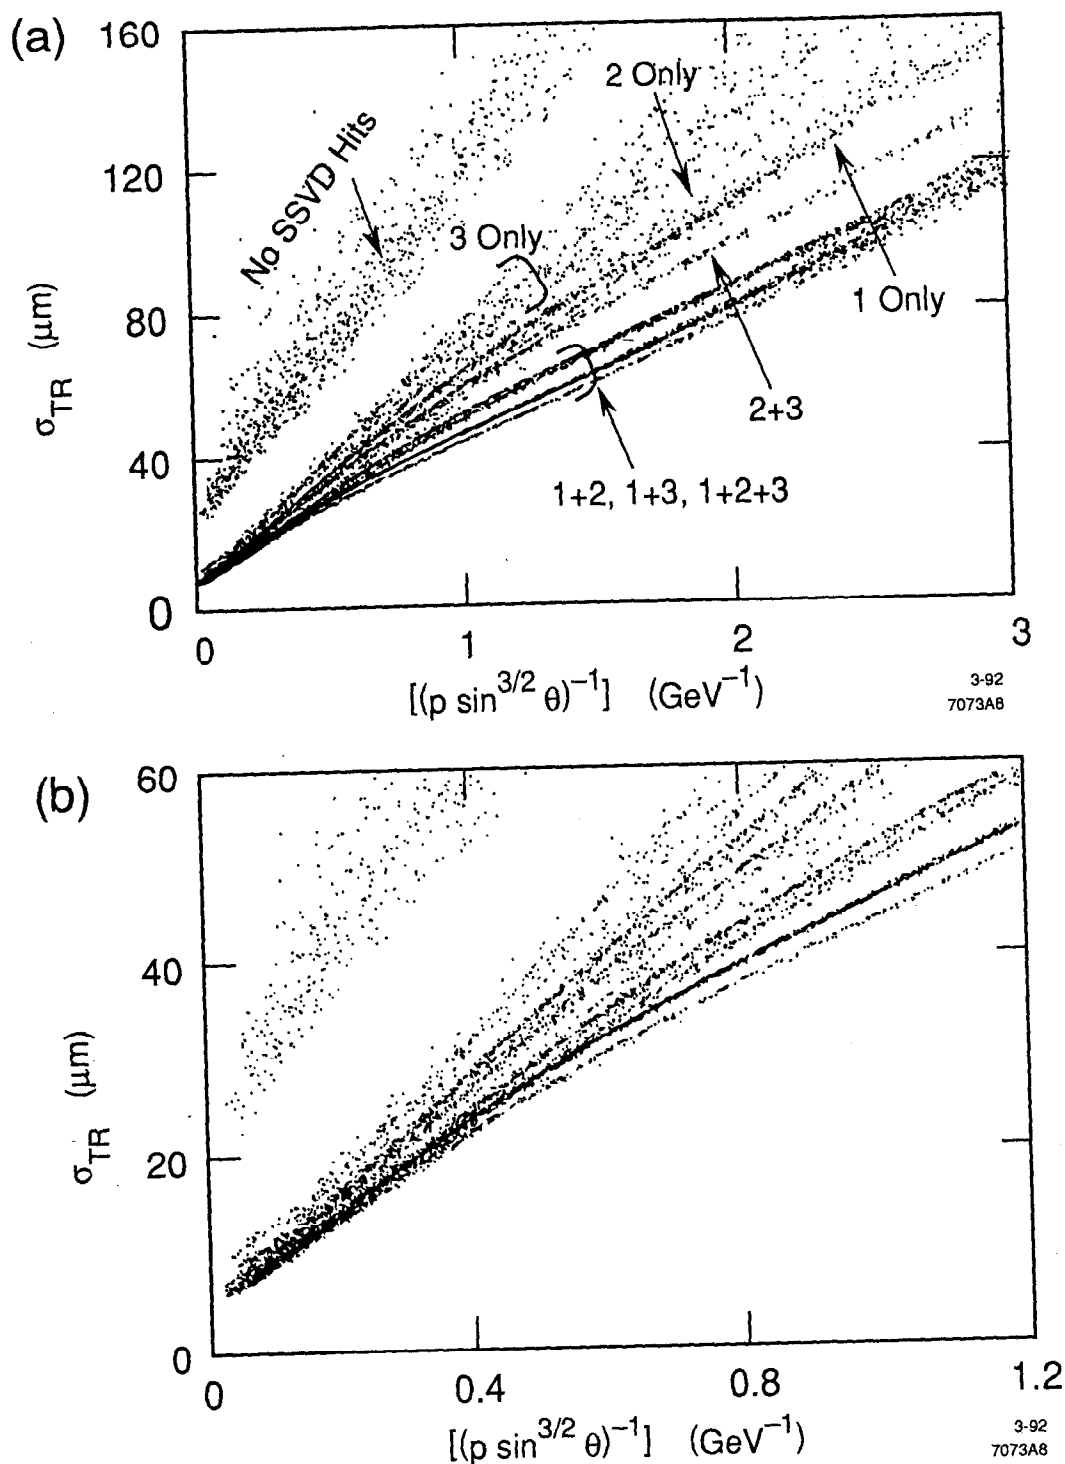 (a)
160
120
80
40
0
σTR (μm)
No SSVD Hits
2 Only
3 Only
1 Only
2+3
1+2, 1+3, 1+2+3
0 1 2 3
[(p sin^3/2 θ)^−1] (GeV^−1)
3-92
7073A8
(b)
60
40
20
0
σTR (μm)
0 0.4 0.8 1.2
[(p sin^3/2 θ)^−1] (GeV^−1)
3-92
7073A8